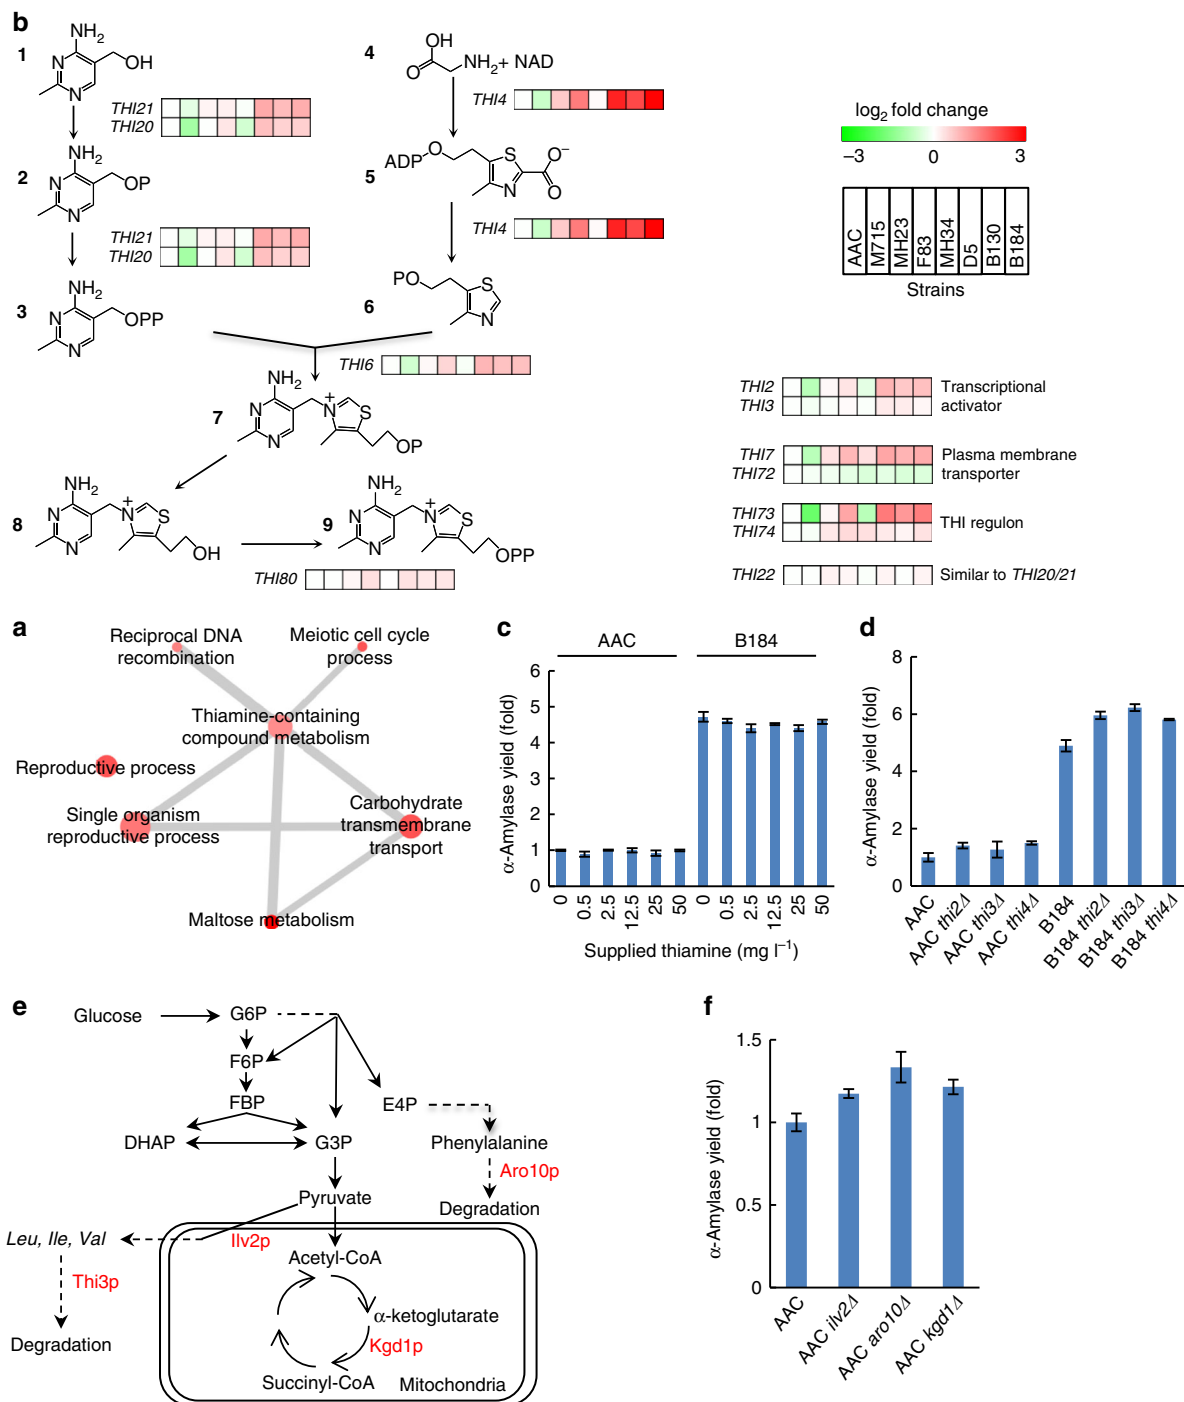 b
1
NH2
N
N
OH
THI21
THI20
2
NH2
N
N
OP
THI21
THI20
3
NH2
N
N
OPP
4
OH
O
NH2+ NAD
THI4
5
ADP
O
S
N
O−
O
THI4
6
PO
S
N
THI6
7
NH2
N
N
N
+
S
OP
8
NH2
N
N
N
+
S
OH
9
NH2
N
N
N
+
S
OPP
THI80
log2 fold change
−3
0
3
AAC
M715
MH23
F83
MH34
D5
B130
B184
Strains
THI2
THI3
Transcriptional
activator
THI7
THI72
Plasma membrane
transporter
THI73
THI74
THI regulon
THI22
Similar to THI20/21
a
Reciprocal DNA
recombination
Meiotic cell cycle
process
Thiamine-containing
compound metabolism
Reproductive process
Single organism
reproductive process
Carbohydrate
transmembrane
transport
Maltose metabolism
c
AAC
B184
α-Amylase yield (fold)
6
5
4
3
2
1
0
0
0.5
2.5
12.5
25
50
0
0.5
2.5
12.5
25
50
Supplied thiamine (mg l−1)
d
α-Amylase yield (fold)
8
6
4
2
0
AAC
AAC thi2Δ
AAC thi3Δ
AAC thi4Δ
B184
B184 thi2Δ
B184 thi3Δ
B184 thi4Δ
e
Glucose
G6P
F6P
FBP
DHAP
G3P
E4P
Phenylalanine
Aro10p
Degradation
Pyruvate
Leu, Ile, Val
Ilv2p
Thi3p
Degradation
Acetyl-CoA
α-ketoglutarate
Kgd1p
Succinyl-CoA
Mitochondria
f
α-Amylase yield (fold)
1.5
1
0.5
0
AAC
AAC ilv2Δ
AAC aro10Δ
AAC kgd1Δ